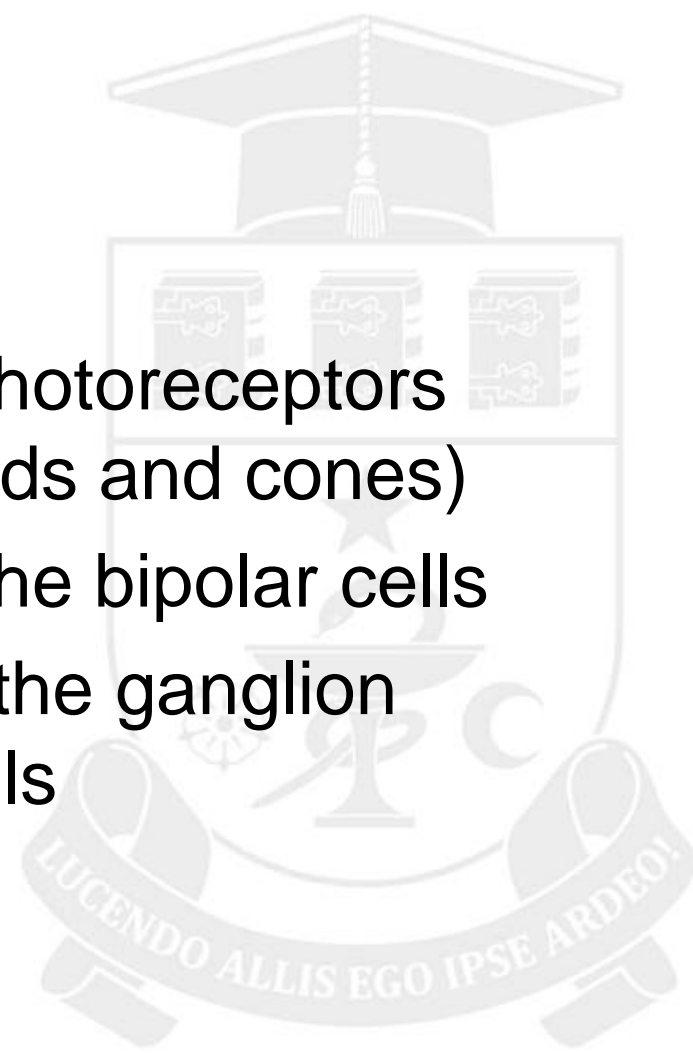 hotoreceptors
ds and cones)
he bipolar cells
the ganglion
ls
LUCENDO ALLIS EGO IPSE ARDEO!